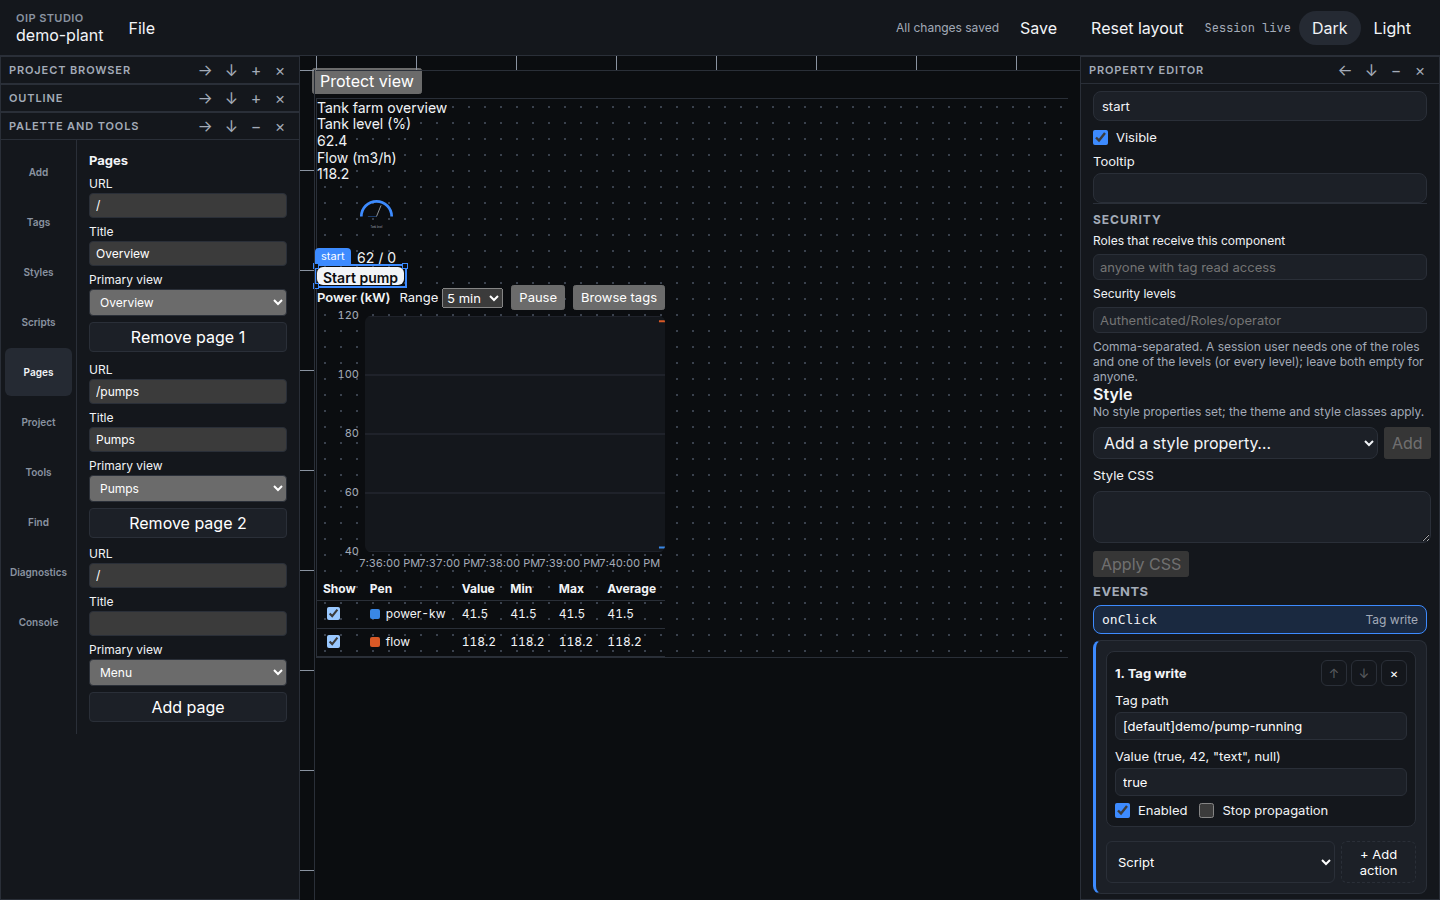 OIP STUDIO
demo-plant
File
All changes saved
Save
Reset layout
Session live
Dark
Light
PROJECT BROWSER
OUTLINE
PALETTE AND TOOLS
Add
Tags
Styles
Scripts
Pages
Project
Tools
Find
Diagnostics
Console
Pages
URL
/
Title
Overview
Primary view
Overview
Remove page 1
URL
/pumps
Title
Pumps
Primary view
Pumps
Remove page 2
URL
/
Title
Primary view
Menu
Add page
Protect view
Tank farm overview
Tank level (%)
62.4
Flow (m3/h)
118.2
start
62 / 0
Start pump
Power (kW) Range 5 min Pause Browse tags
120
100
80
60
40
7:36:00 PM 7:37:00 PM 7:38:00 PM 7:39:00 PM 7:40:00 PM
Show Pen Value Min Max Average
power-kw 41.5 41.5 41.5 41.5
flow 118.2 118.2 118.2 118.2
PROPERTY EDITOR
start
Visible
Tooltip
SECURITY
Roles that receive this component
anyone with tag read access
Security levels
Authenticated/Roles/operator
Comma-separated. A session user needs one of the roles
and one of the levels (or every level); leave both empty for
anyone.
Style
No style properties set; the theme and style classes apply.
Add a style property...
Add
Style CSS
Apply CSS
EVENTS
onClick
Tag write
1. Tag write
Tag path
[default]demo/pump-running
Value (true, 42, "text", null)
true
Enabled
Stop propagation
Script
+ Add
action